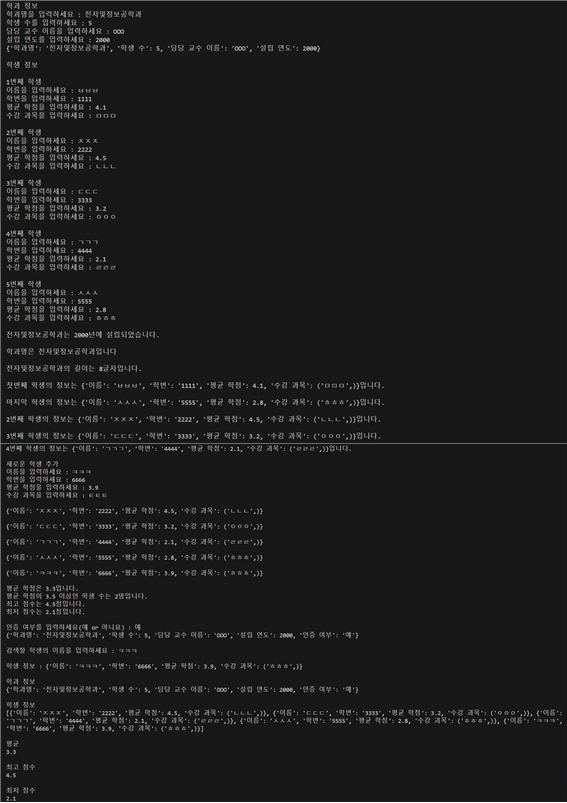 학과 정보
학과명을 입력하세요 : 전자및정보공학과
학생 수를 입력하세요 : 5
담당 교수 이름을 입력하세요 : OOO
설립 연도를 입력하세요 : 2000
{'학과명': '전자및정보공학과', '학생 수': 5, '담당 교수 이름': 'OOO', '설립 연도': 2000}
학생 정보
1번째 학생
이름을 입력하세요 : ㅂㅂㅂ
학번을 입력하세요 : 1111
평균 학점을 입력하세요 : 4.1
수강 과목을 입력하세요 : ㅁㅁㅁ
2번째 학생
이름을 입력하세요 : ㅈㅈㅈ
학번을 입력하세요 : 2222
평균 학점을 입력하세요 : 4.5
수강 과목을 입력하세요 : ㄴㄴㄴ
3번째 학생
이름을 입력하세요 : ㄷㄷㄷ
학번을 입력하세요 : 3333
평균 학점을 입력하세요 : 3.2
수강 과목을 입력하세요 : ㅇㅇㅇ
4번째 학생
이름을 입력하세요 : ㄱㄱㄱ
학번을 입력하세요 : 4444
평균 학점을 입력하세요 : 2.1
수강 과목을 입력하세요 : ㄹㄹㄹ
5번째 학생
이름을 입력하세요 : ㅅㅅㅅ
학번을 입력하세요 : 5555
평균 학점을 입력하세요 : 2.8
수강 과목을 입력하세요 : ㅎㅎㅎ
전자및정보공학과는 2000년에 설립되었습니다.
학과명은 전자및정보공학과입니다
전자및정보공학과의 길이는 8글자입니다.
첫번째 학생의 정보는 {'이름': 'ㅂㅂㅂ', '학번': '1111', '평균 학점': 4.1, '수강 과목': ('ㅁㅁㅁ',)}입니다.
마지막 학생의 정보는 {'이름': 'ㅅㅅㅅ', '학번': '5555', '평균 학점': 2.8, '수강 과목': ('ㅎㅎㅎ',)}입니다.
2번째 학생의 정보는 {'이름': 'ㅈㅈㅈ', '학번': '2222', '평균 학점': 4.5, '수강 과목': ('ㄴㄴㄴ',)}입니다.
3번째 학생의 정보는 {'이름': 'ㄷㄷㄷ', '학번': '3333', '평균 학점': 3.2, '수강 과목': ('ㅇㅇㅇ',)}입니다.
4번째 학생의 정보는 {'이름': 'ㄱㄱㄱ', '학번': '4444', '평균 학점': 2.1, '수강 과목': ('ㄹㄹㄹ',)}입니다.
새로운 학생 추가
이름을 입력하세요 : ㅋㅋㅋ
학번을 입력하세요 : 6666
평균 학점을 입력하세요 : 3.9
수강 과목을 입력하세요 : ㅌㅌㅌ
{'이름': 'ㅈㅈㅈ', '학번': '2222', '평균 학점': 4.5, '수강 과목': ('ㄴㄴㄴ',)}
{'이름': 'ㄷㄷㄷ', '학번': '3333', '평균 학점': 3.2, '수강 과목': ('ㅇㅇㅇ',)}
{'이름': 'ㄱㄱㄱ', '학번': '4444', '평균 학점': 2.1, '수강 과목': ('ㄹㄹㄹ',)}
{'이름': 'ㅅㅅㅅ', '학번': '5555', '평균 학점': 2.8, '수강 과목': ('ㅎㅎㅎ',)}
{'이름': 'ㅋㅋㅋ', '학번': '6666', '평균 학점': 3.9, '수강 과목': ('ㅎㅎㅎ',)}
평균 학점은 3.3입니다.
평균 학점이 3.5 이상인 학생 수는 2명입니다.
최고 점수는 4.5점입니다.
최저 점수는 2.1점입니다.
인증 여부를 입력하세요(예 or 아니요) : 예
{'학과명': '전자및정보공학과', '학생 수': 5, '담당 교수 이름': 'OOO', '설립 연도': 2000, '인증 여부': '예'}
검색할 학생의 이름을 입력하세요 : ㅋㅋㅋ
학생 정보 : {'이름': 'ㅋㅋㅋ', '학번': '6666', '평균 학점': 3.9, '수강 과목': ('ㅎㅎㅎ',)}
학과 정보
{'학과명': '전자및정보공학과', '학생 수': 5, '담당 교수 이름': 'OOO', '설립 연도': 2000, '인증 여부': '예'}
학생 정보
[{'이름': 'ㅈㅈㅈ', '학번': '2222', '평균 학점': 4.5, '수강 과목': ('ㄴㄴㄴ',)}, {'이름': 'ㄷㄷㄷ', '학번': '3333', '평균 학점': 3.2, '수강 과목': ('ㅇㅇㅇ',)}, {'이름':
'ㄱㄱㄱ', '학번': '4444', '평균 학점': 2.1, '수강 과목': ('ㄹㄹㄹ',)}, {'이름': 'ㅅㅅㅅ', '학번': '5555', '평균 학점': 2.8, '수강 과목': ('ㅎㅎㅎ',)}, {'이름': 'ㅋㅋㅋ',
'학번': '6666', '평균 학점': 3.9, '수강 과목': ('ㅎㅎㅎ',)}]
평균
3.3
최고 점수
4.5
최저 점수
2.1